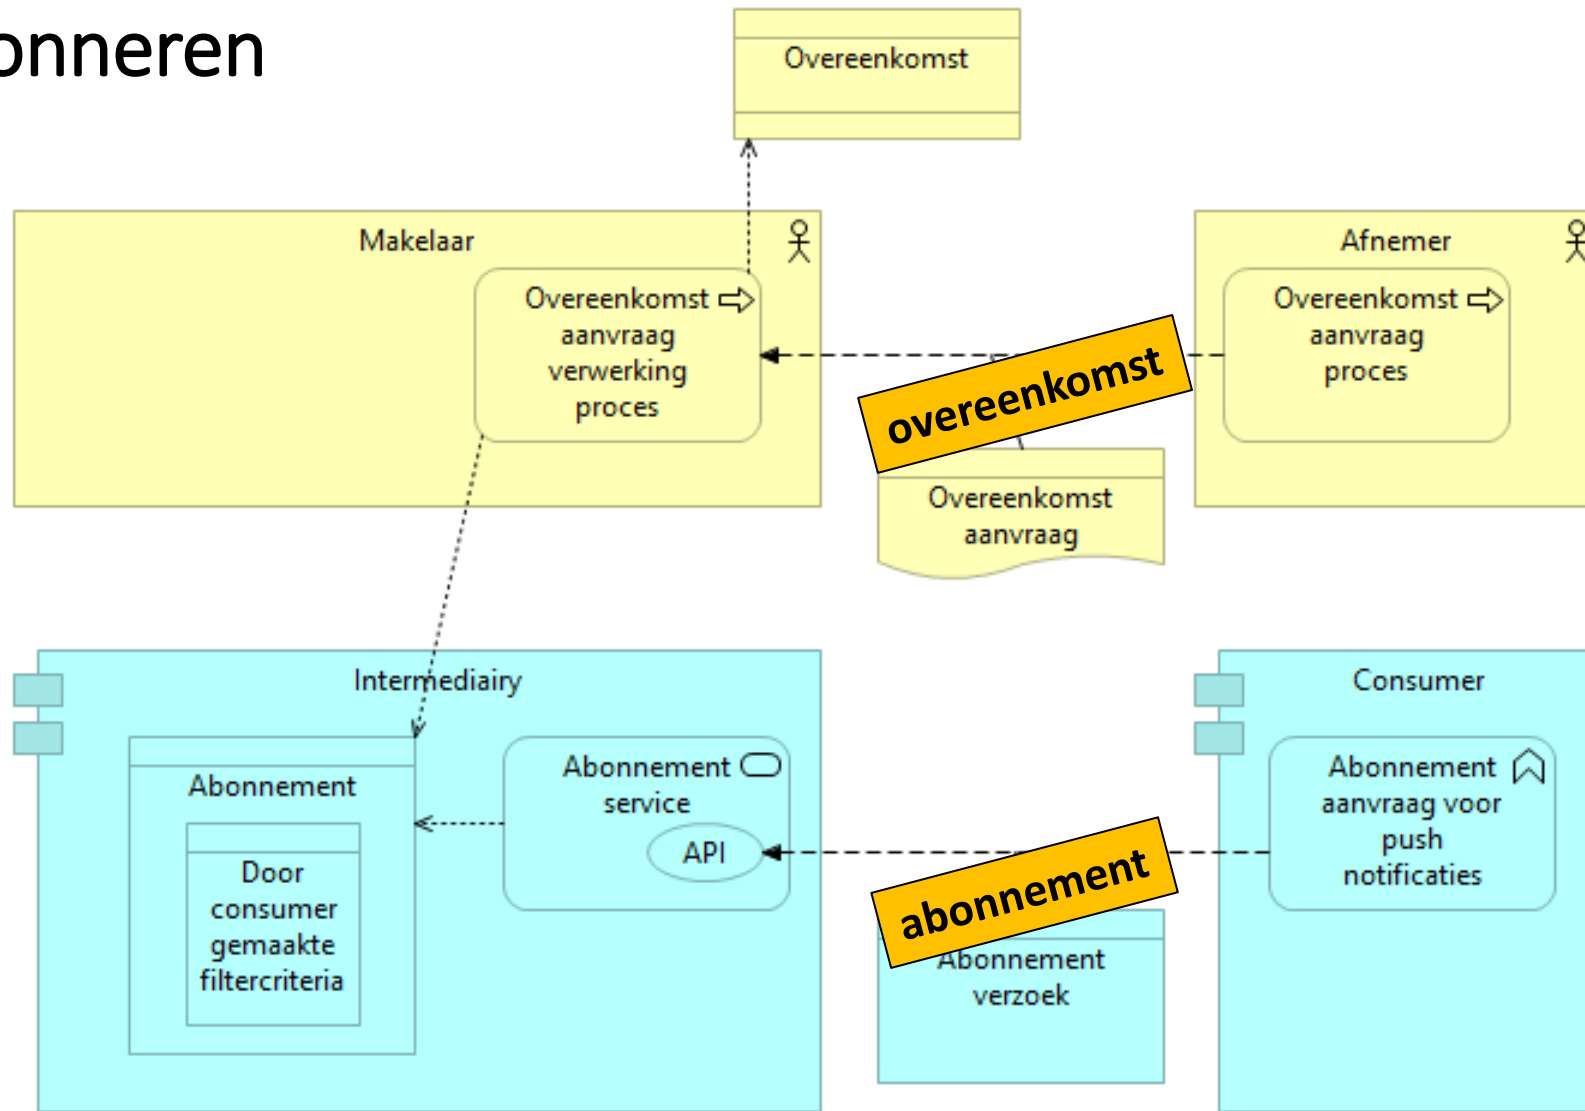 onneren
Overeenkomst
Makelaar
Afnemer
Overeenkomst
aanvraag
verwerking
proces
Overeenkomst
aanvraag
proces
overeenkomst
Overeenkomst
aanvraag
Intermediairy
Consumer
Abonnement
Door
consumer
gemaakte
filtercriteria
Abonnement
service
API
Abonnement
aanvraag voor
push
notificaties
abonnement
Abonnement
verzoek